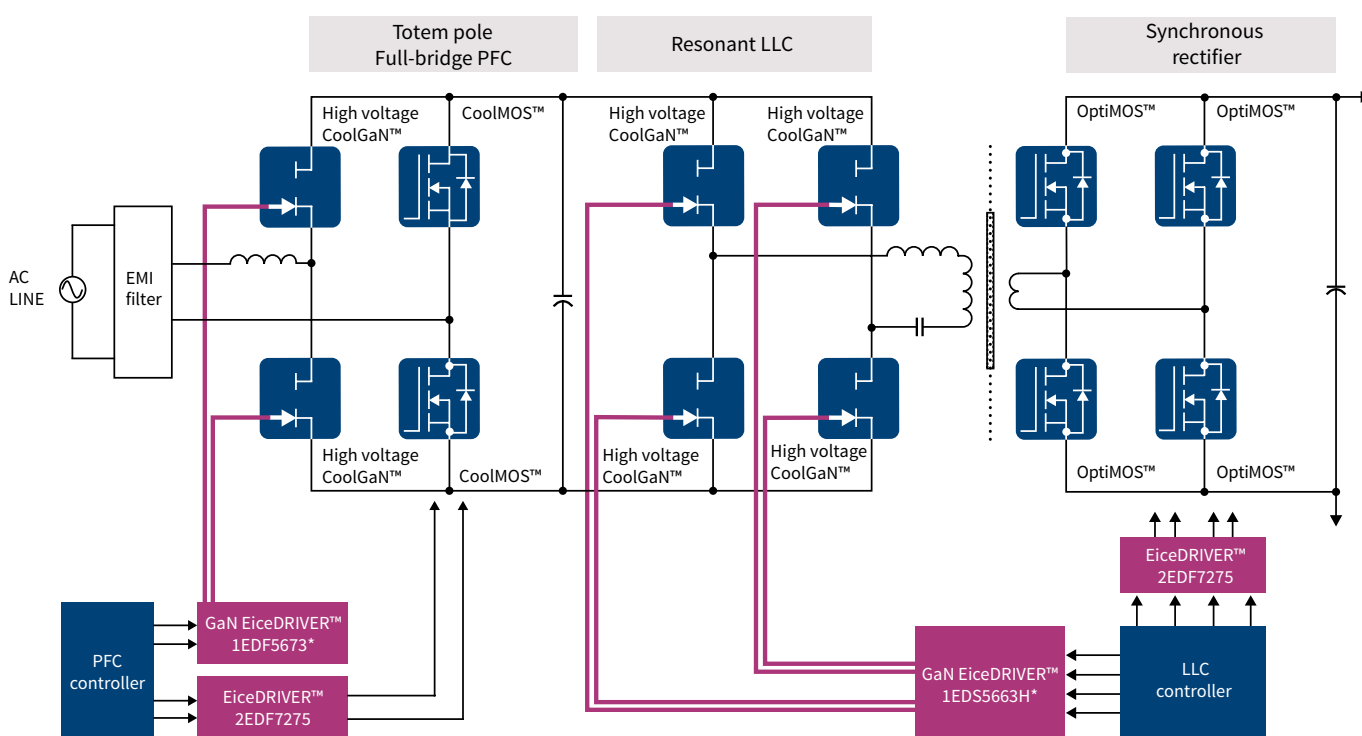 Totem pole
Full-bridge PFC
Resonant LLC
Synchronous
rectifier
High voltage
CoolGaN™
CoolMOS™
High voltage
CoolGaN™
High voltage
CoolGaN™
OptiMOS™
OptiMOS™
AC
LINE
EMI
filter
High voltage
CoolGaN™
CoolMOS™
High voltage
CoolGaN™
High voltage
CoolGaN™
OptiMOS™
OptiMOS™
EiceDRIVER™
2EDF7275
PFC
controller
GaN EiceDRIVER™
1EDF5673*
EiceDRIVER™
2EDF7275
GaN EiceDRIVER™
1EDS5663H*
LLC
controller